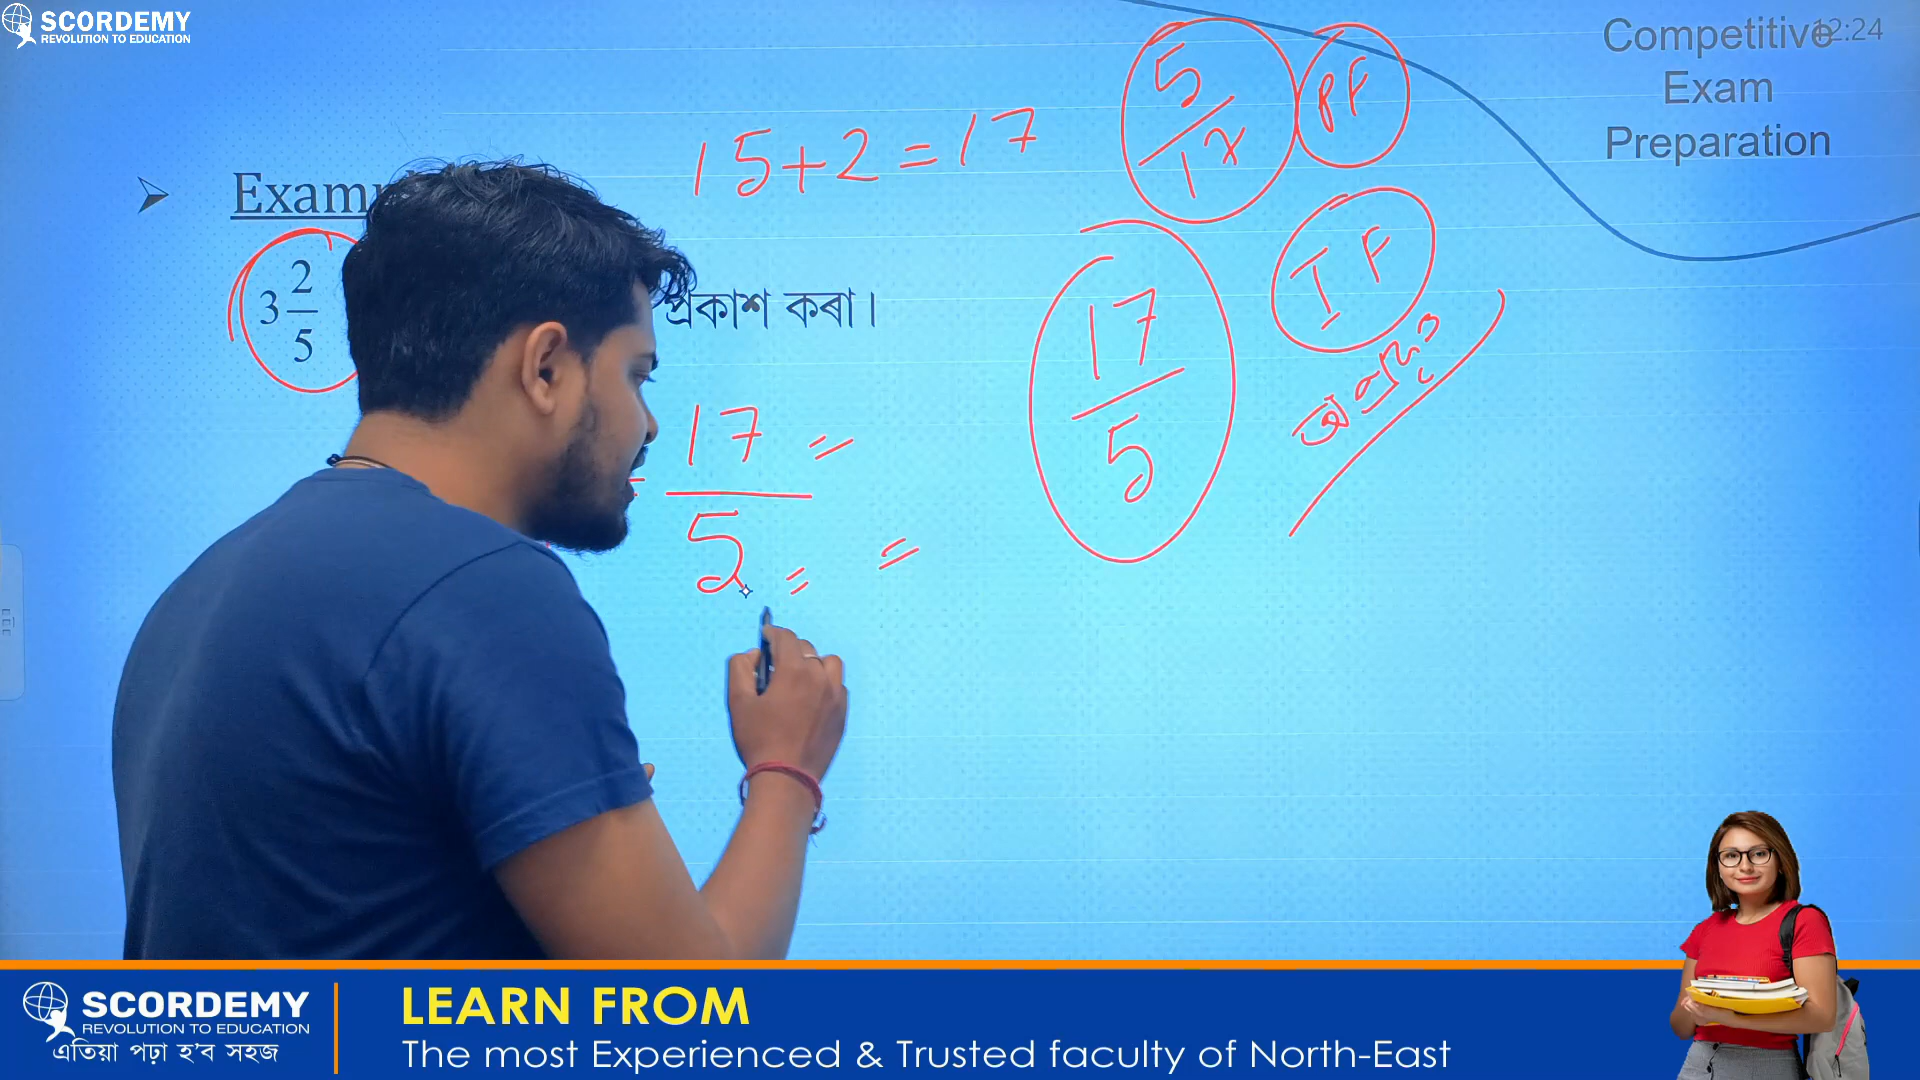 SCORDEMY
REVOLUTION TO EDUCATION
Competitive
12:24
Exam
Preparation
15+2=17
5/12
PF
Exam
3 2/5
প্ৰকাশ কৰা।
IF
17/5
= 17/5 =
= =
SCORDEMY
REVOLUTION TO EDUCATION
এতিয়া পঢ়া হ'ব সহজ
LEARN FROM
The most Experienced & Trusted faculty of North-East